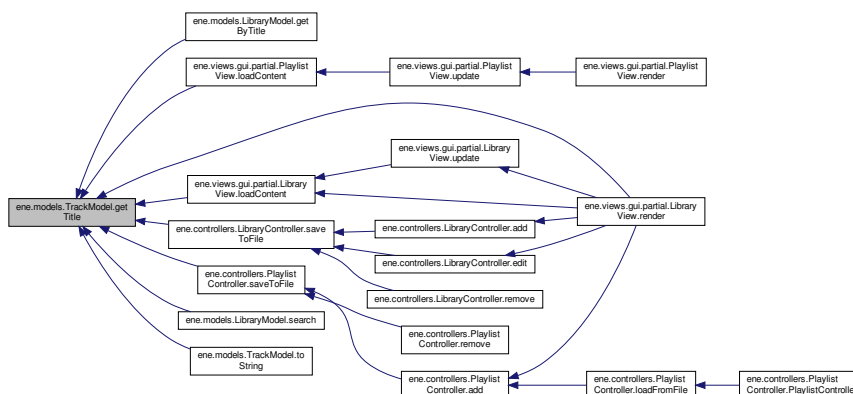 ene.models.LibraryModel.get
ByTitle
ene.views.gui.partial.Playlist
View.loadContent
ene.views.gui.partial.Playlist
View.update
ene.views.gui.partial.Playlist
View.render
ene.views.gui.partial.Library
View.update
ene.views.gui.partial.Library
View.loadContent
ene.models.TrackModel.get
Title
ene.views.gui.partial.Library
View.render
ene.controllers.LibraryController.save
ToFile
ene.controllers.LibraryController.add
ene.controllers.LibraryController.edit
ene.controllers.Playlist
Controller.saveToFile
ene.controllers.LibraryController.remove
ene.models.LibraryModel.search
ene.controllers.Playlist
Controller.remove
ene.models.TrackModel.to
String
ene.controllers.Playlist
Controller.add
ene.controllers.Playlist
Controller.loadFromFile
ene.controllers.Playlist
Controller.PlaylistControlle